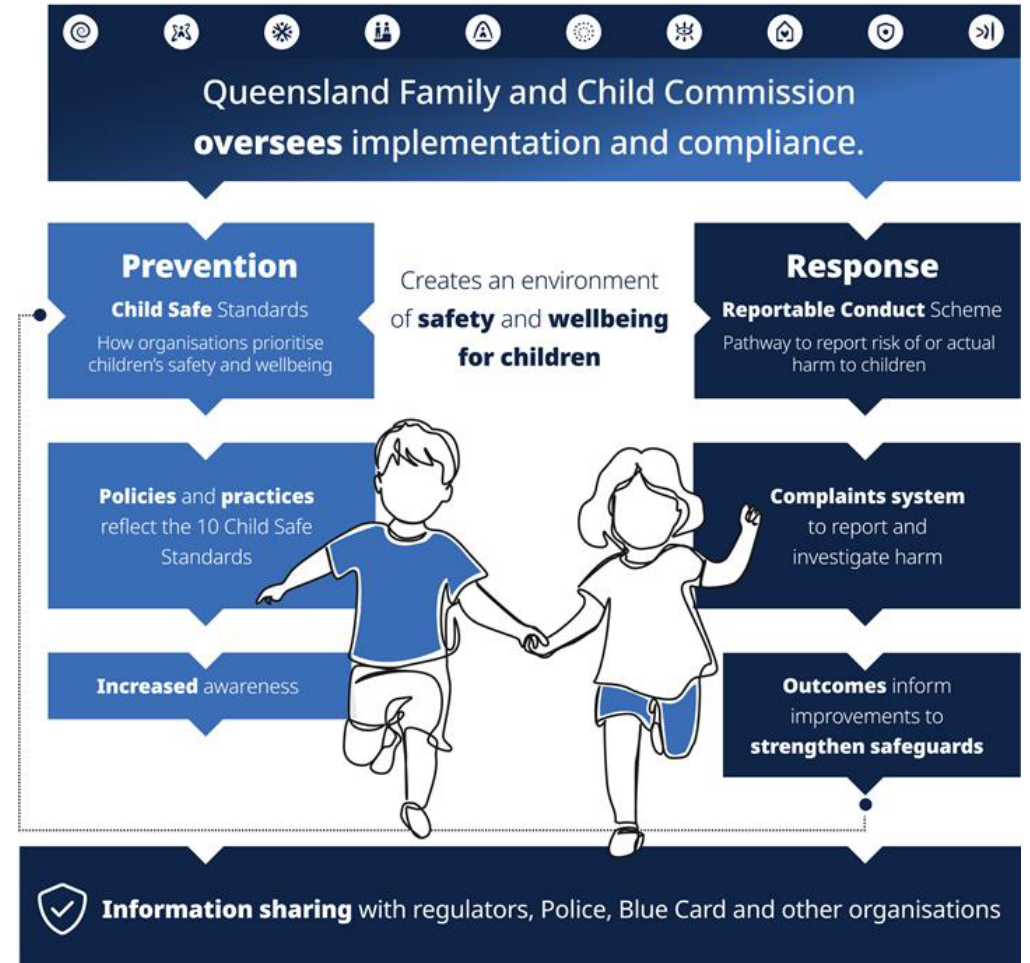 Queensland Family and Child Commission
oversees implementation and compliance.
Prevention
Child Safe Standards
How organisations prioritise
children's safety and wellbeing
Creates an environment
of safety and wellbeing
for children
Response
Reportable Conduct Scheme
Pathway to report risk of or actual
harm to children
Policies and practices
reflect the 10 Child Safe
Standards
Complaints system
to report and
investigate harm
Increased awareness
Outcomes inform
improvements to
strengthen safeguards
Information sharing with regulators, Police, Blue Card and other organisations